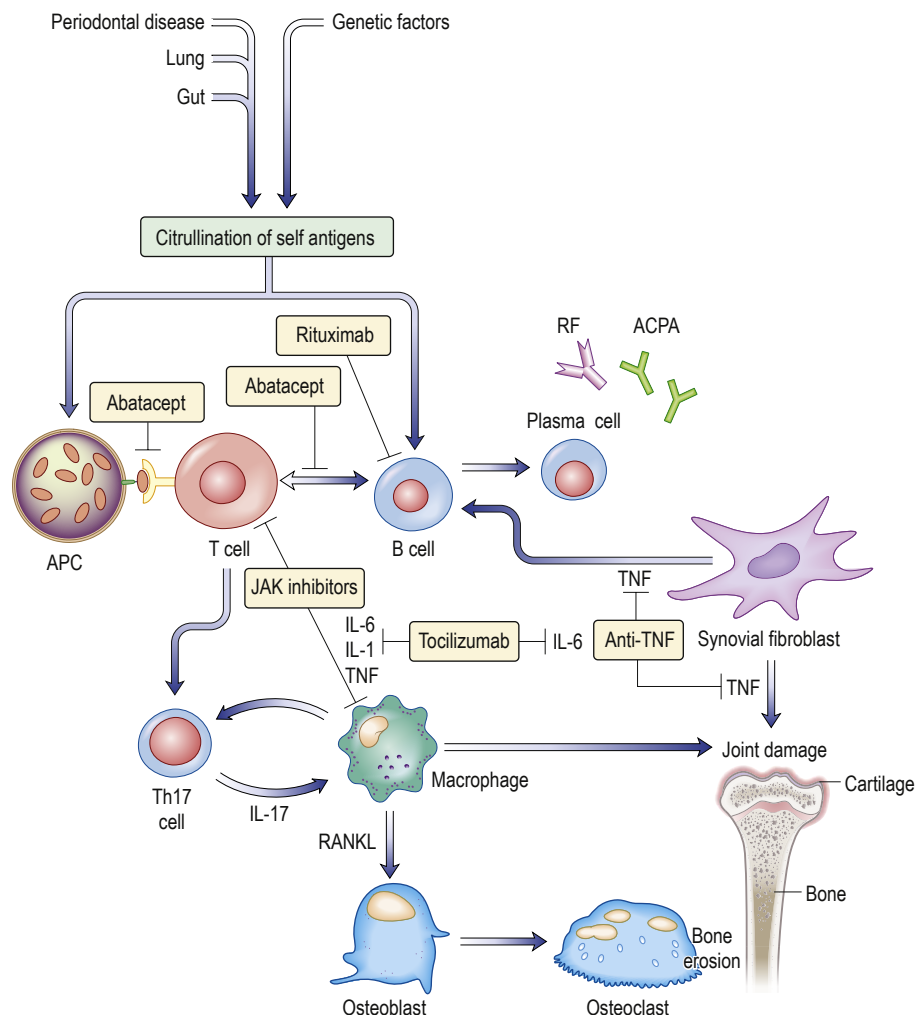 Periodontal disease
Genetic factors
Lung
Gut
Citrullination of self antigens
Rituximab
RF
ACPA
Abatacept
Abatacept
Plasma cell
APC
T cell
B cell
JAK inhibitors
TNF
IL-6
IL-1
TNF
Tocilizumab
IL-6
Anti-TNF
Synovial fibroblast
TNF
Joint damage
Macrophage
Cartilage
Th17
cell
IL-17
RANKL
Bone
Bone
erosion
Osteoblast
Osteoclast